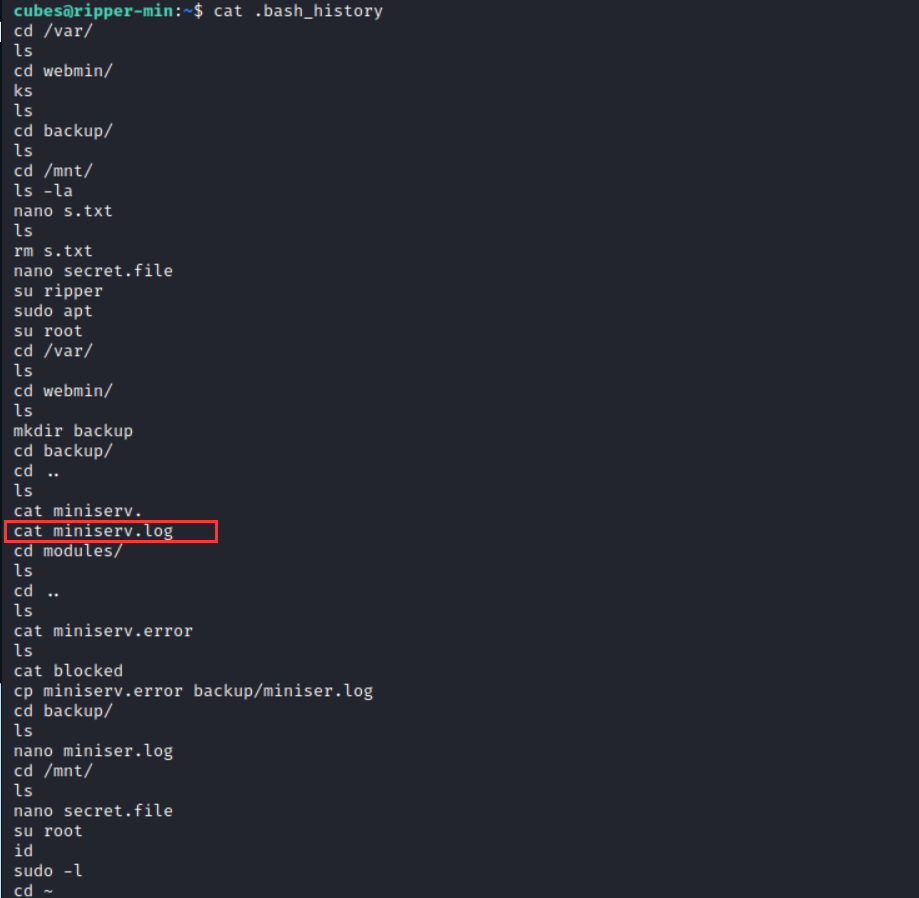 cubes@ripper-min:~$ cat .bash_history
cd /var/
ls
cd webmin/
ks
ls
cd backup/
ls
cd /mnt/
ls -la
nano s.txt
ls
rm s.txt
nano secret.file
su ripper
sudo apt
su root
cd /var/
ls
cd webmin/
ls
mkdir backup
cd backup/
cd ..
ls
cat miniserv.
cat miniserv.log
cd modules/
ls
cd ..
ls
cat miniserv.error
ls
cat blocked
cp miniserv.error backup/miniser.log
cd backup/
ls
nano miniser.log
cd /mnt/
ls
nano secret.file
su root
id
sudo -l
cd ~